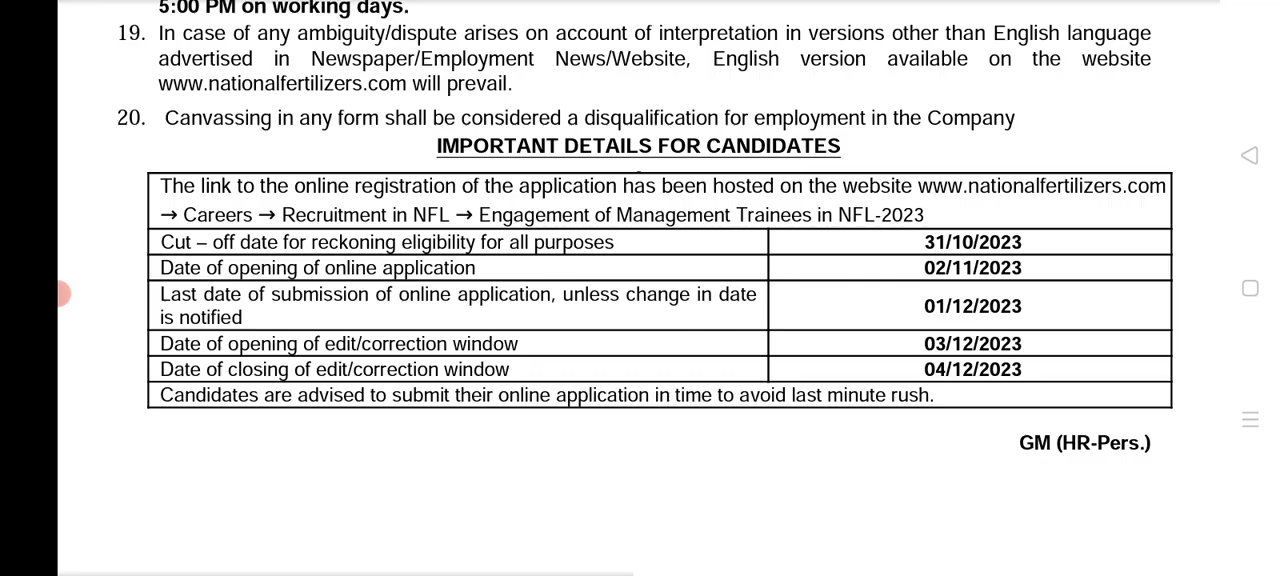 5:00 PM on working days.
19. In case of any ambiguity/dispute arises on account of interpretation in versions other than English language
advertised in Newspaper/Employment News/Website, English version available on the website
www.nationalfertilizers.com will prevail.
20. Canvassing in any form shall be considered a disqualification for employment in the Company
IMPORTANT DETAILS FOR CANDIDATES
The link to the online registration of the application has been hosted on the website www.nationalfertilizers.com
→ Careers → Recruitment in NFL → Engagement of Management Trainees in NFL-2023
Cut – off date for reckoning eligibility for all purposes 31/10/2023
Date of opening of online application 02/11/2023
Last date of submission of online application, unless change in date
is notified 01/12/2023
Date of opening of edit/correction window 03/12/2023
Date of closing of edit/correction window 04/12/2023
Candidates are advised to submit their online application in time to avoid last minute rush.
GM (HR-Pers.)